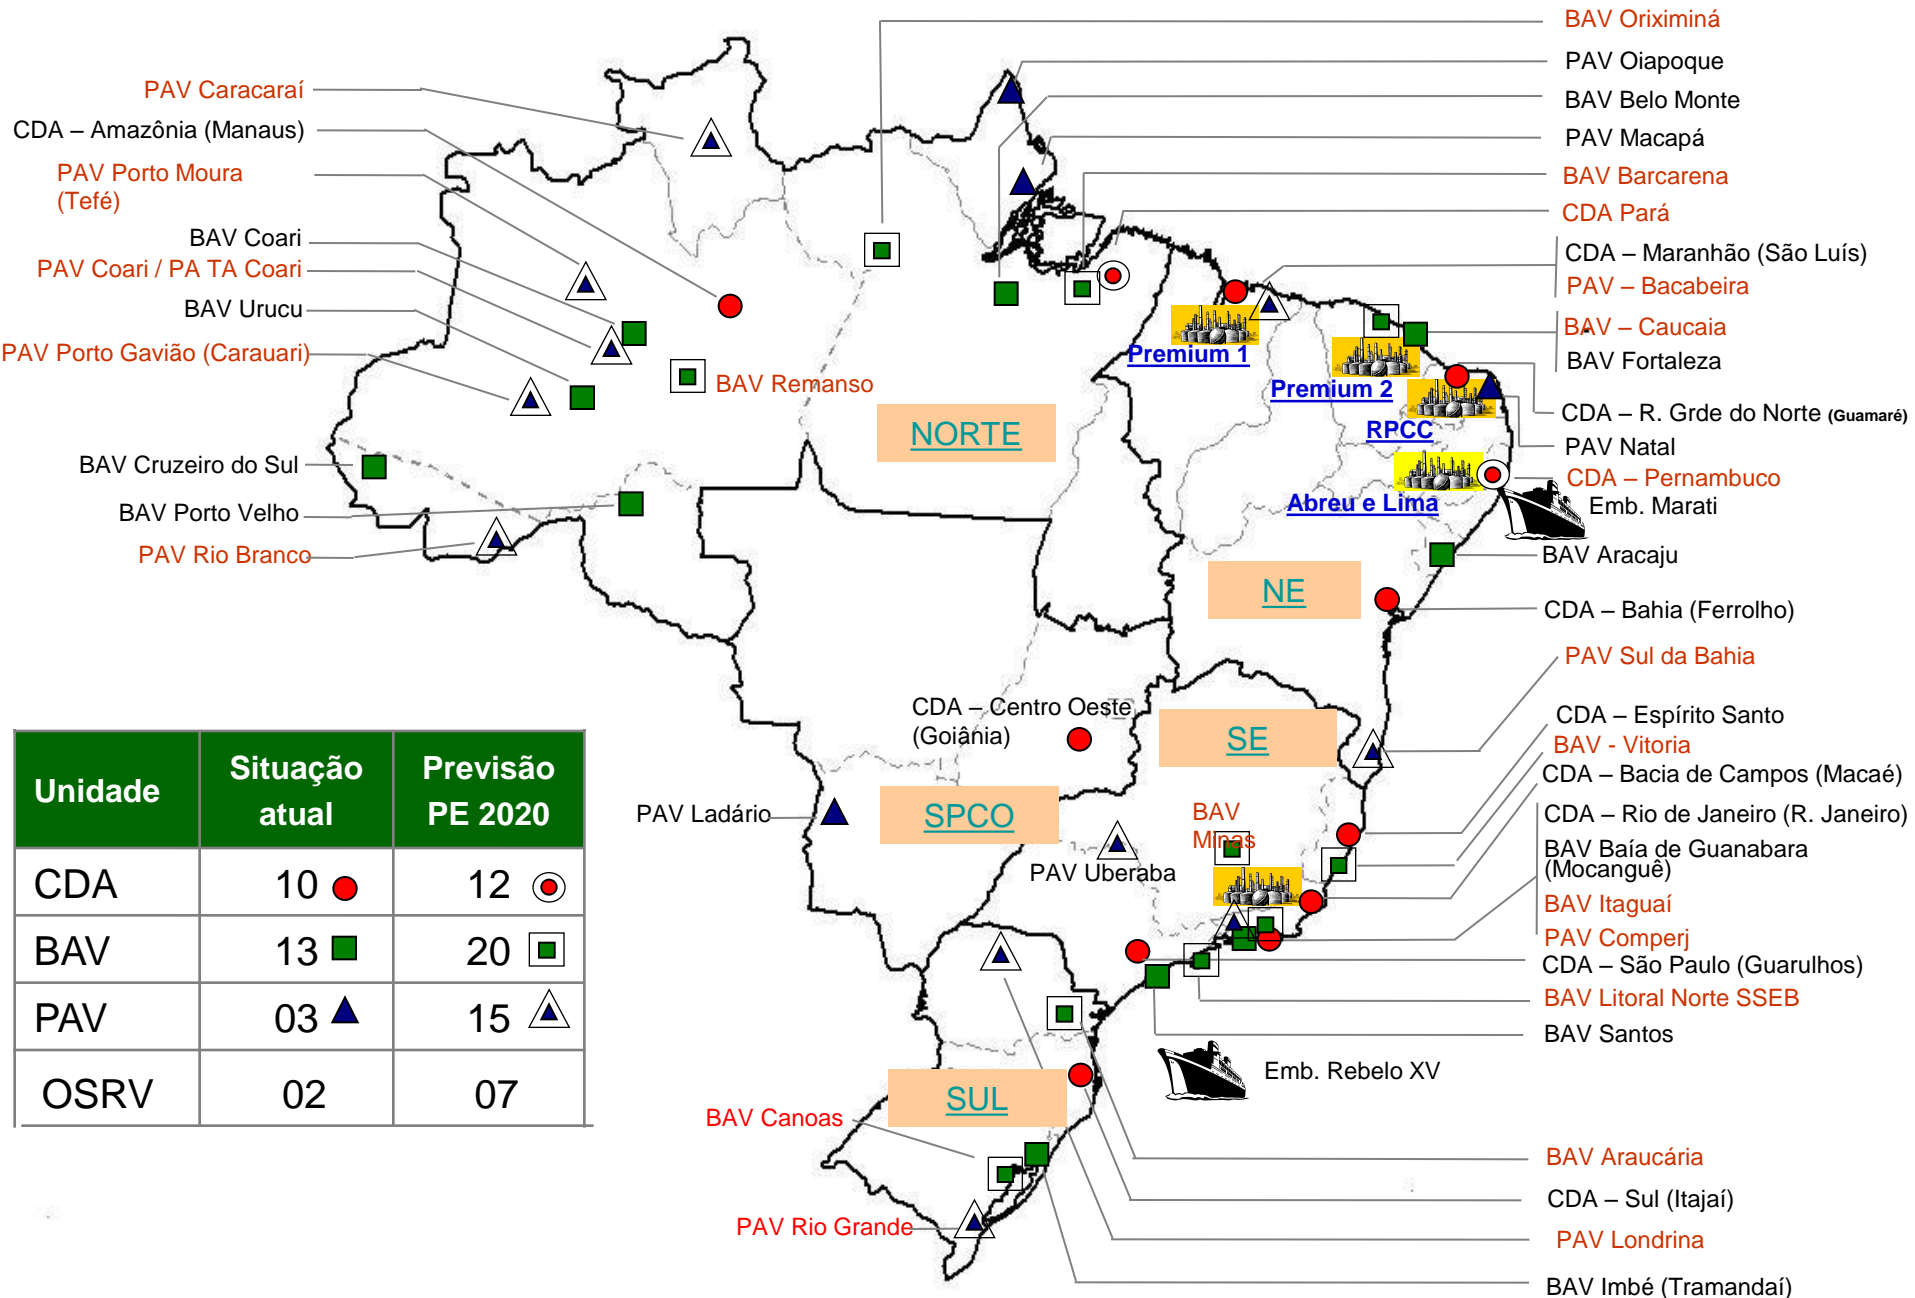 PAV Caracaraí
CDA – Amazônia (Manaus)
PAV Porto Moura
(Tefé)
BAV Coari
PAV Coari / PA TA Coari
BAV Urucu
PAV Porto Gavião (Carauari)
BAV Cruzeiro do Sul
BAV Porto Velho
PAV Rio Branco
BAV Remanso
NORTE
BAV Oriximiná
PAV Oiapoque
BAV Belo Monte
PAV Macapá
BAV Barcarena
CDA Pará
CDA – Maranhão (São Luís)
PAV – Bacabeira
BAV – Caucaia
BAV Fortaleza
CDA – R. Grde do Norte (Guamaré)
PAV Natal
CDA – Pernambuco
Emb. Marati
BAV Aracaju
CDA – Bahia (Ferrolho)
PAV Sul da Bahia
CDA – Espírito Santo
BAV - Vitoria
CDA – Bacia de Campos (Macaé)
CDA – Rio de Janeiro (R. Janeiro)
BAV Baía de Guanabara
(Mocanguê)
BAV Itaguaí
PAV Comperj
CDA – São Paulo (Guarulhos)
BAV Litoral Norte SSEB
BAV Santos
Premium 1
Premium 2
RPCC
Abreu e Lima
NE
CDA – Centro Oeste
(Goiânia)
SE
PAV Ladário
SPCO
BAV
Minas
PAV Uberaba
Emb. Rebelo XV
SUL
BAV Canoas
PAV Rio Grande
BAV Araucária
CDA – Sul (Itajaí)
PAV Londrina
BAV Imbé (Tramandaí)
Unidade Situação atual Previsão PE 2020
CDA 10 12
BAV 13 20
PAV 03 15
OSRV 02 07